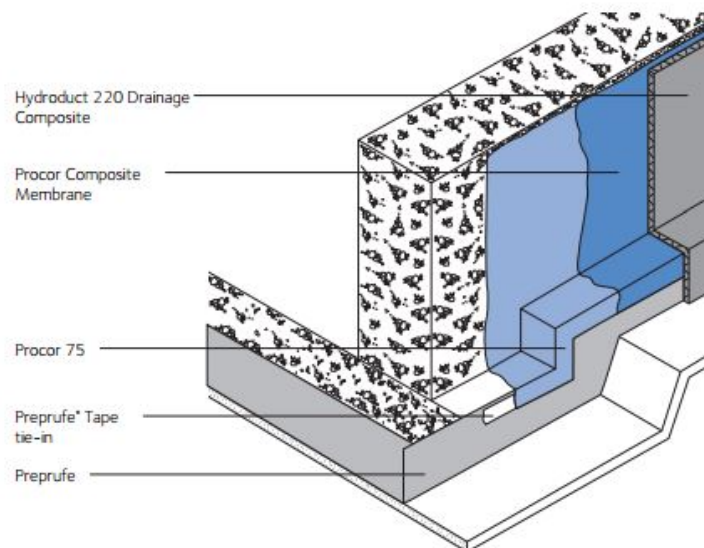 Hydroduct 220 Drainage
Composite
Procor Composite
Membrane
Procor 75
Preprufe* Tape
tie-in
Preprufe